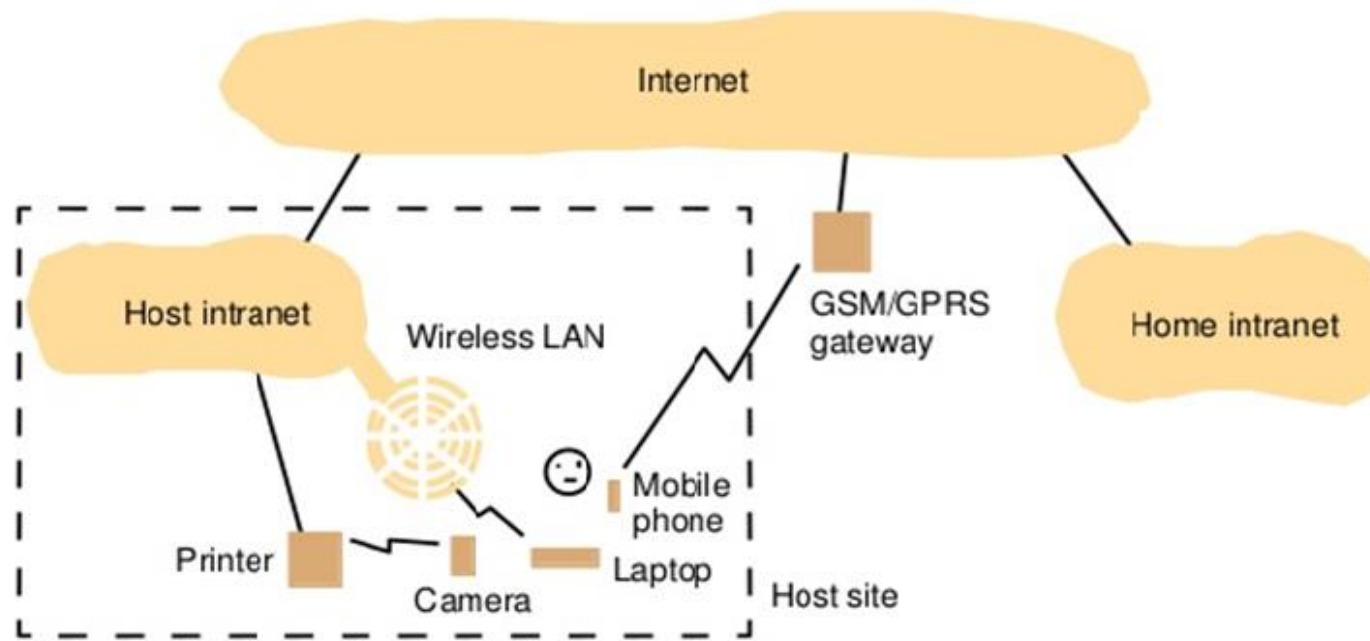 Internet
Host intranet
Wireless LAN
GSM/GPRS
gateway
Home intranet
Mobile
phone
Printer
Camera
Laptop
Host site